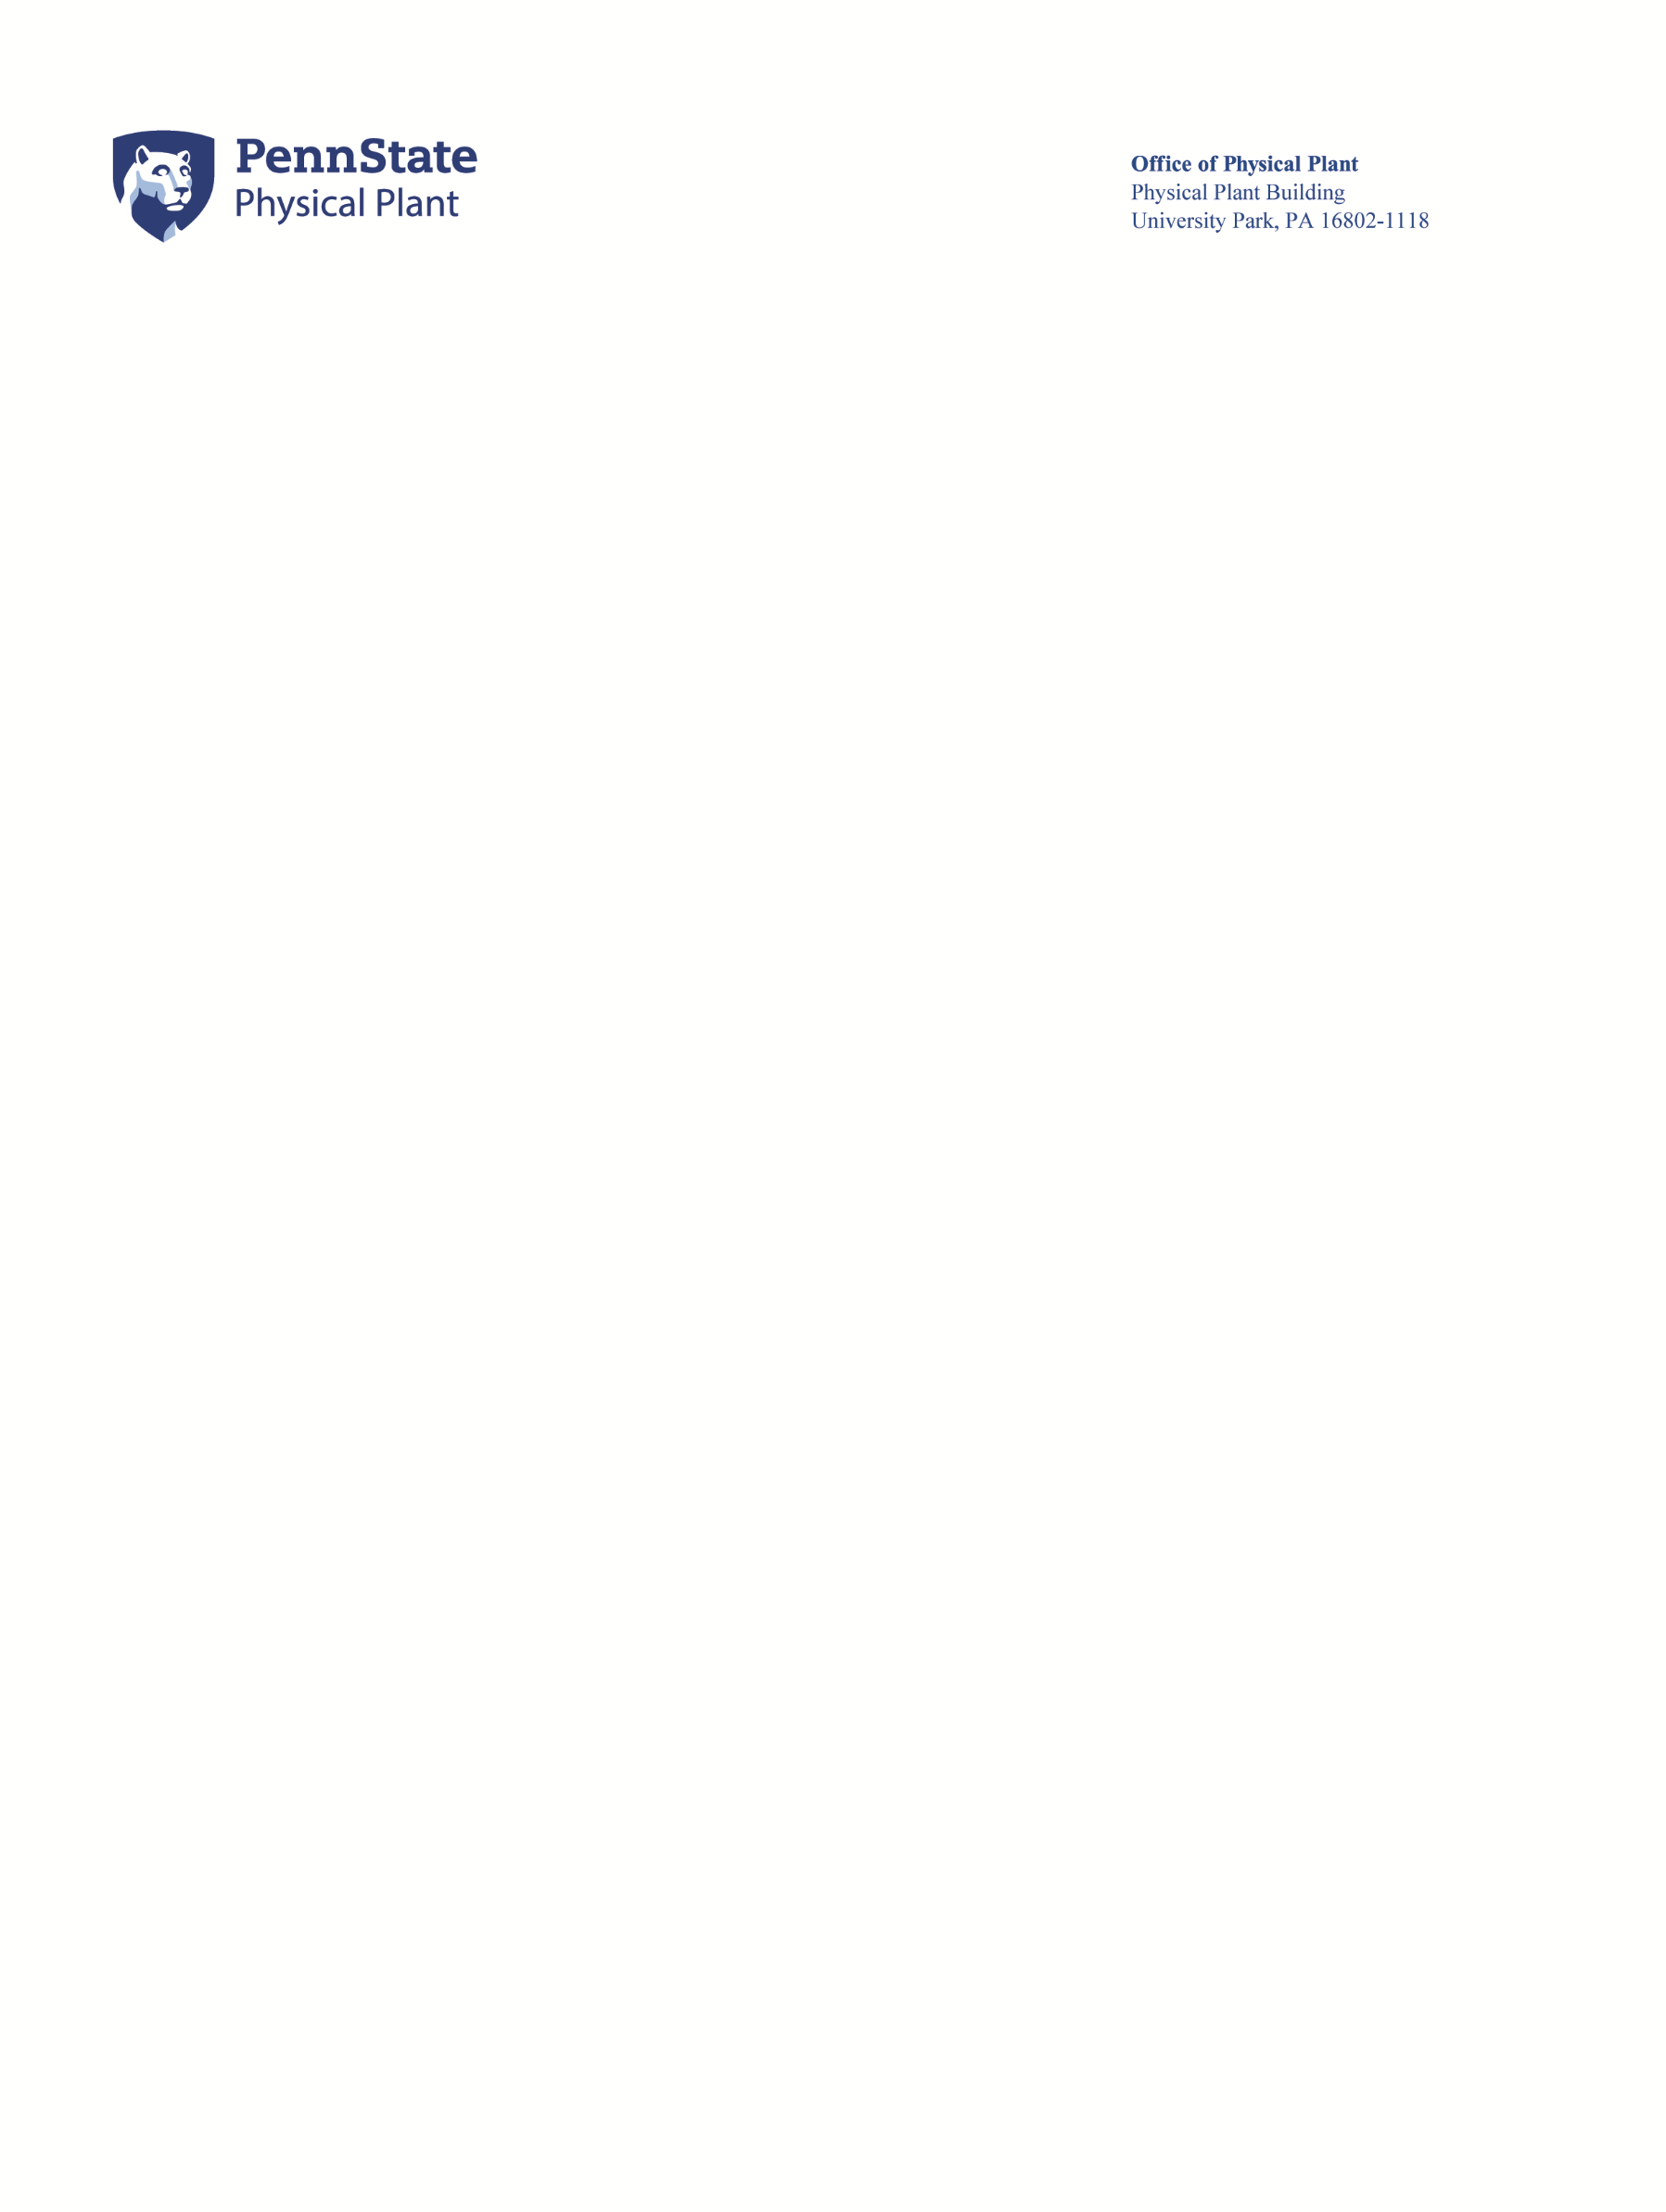 PennState
Physical Plant
Office of Physical Plant
Physical Plant Building
University Park, PA 16802-1118